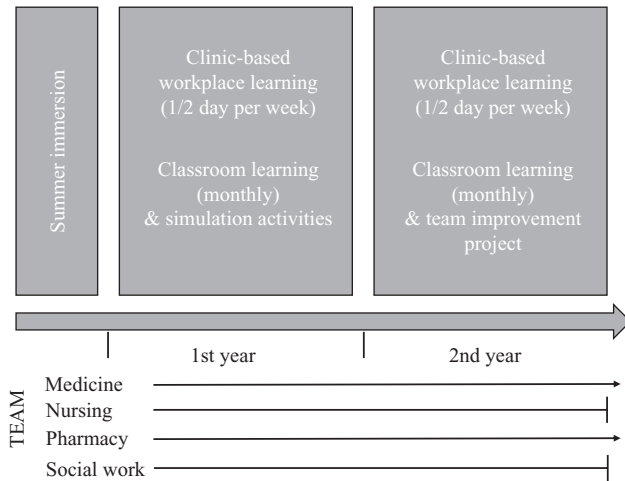 Summer immersion
Clinic-based
workplace learning
(1/2 day per week)
Classroom learning
(monthly)
& simulation activities
Clinic-based
workplace learning
(1/2 day per week)
Classroom learning
(monthly)
& team improvement
project
1st year
2nd year
TEAM
Medicine
Nursing
Pharmacy
Social work